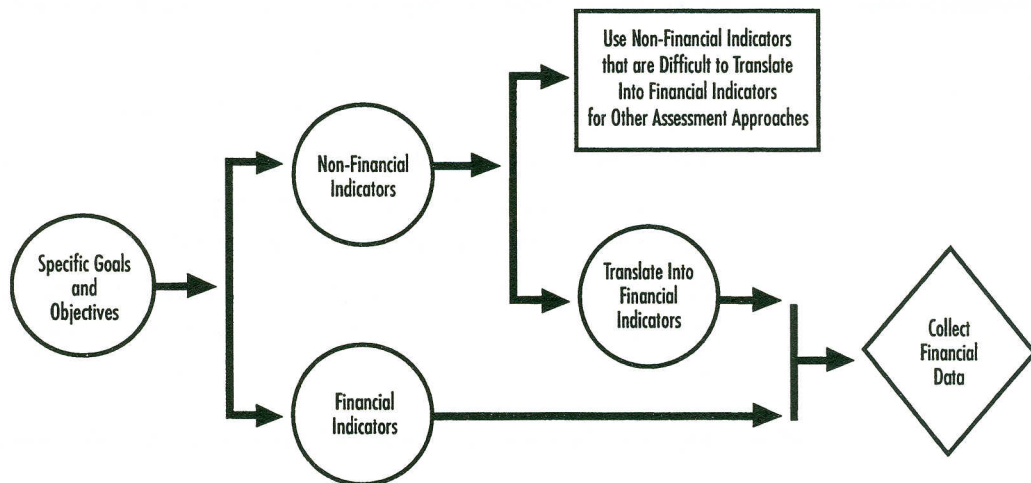 Specific Goals
and
Objectives
Non-Financial
Indicators
Financial
Indicators
Use Non-Financial Indicators
that are Difficult to Translate
Into Financial Indicators
for Other Assessment Approaches
Translate Into
Financial
Indicators
Collect
Financial
Data